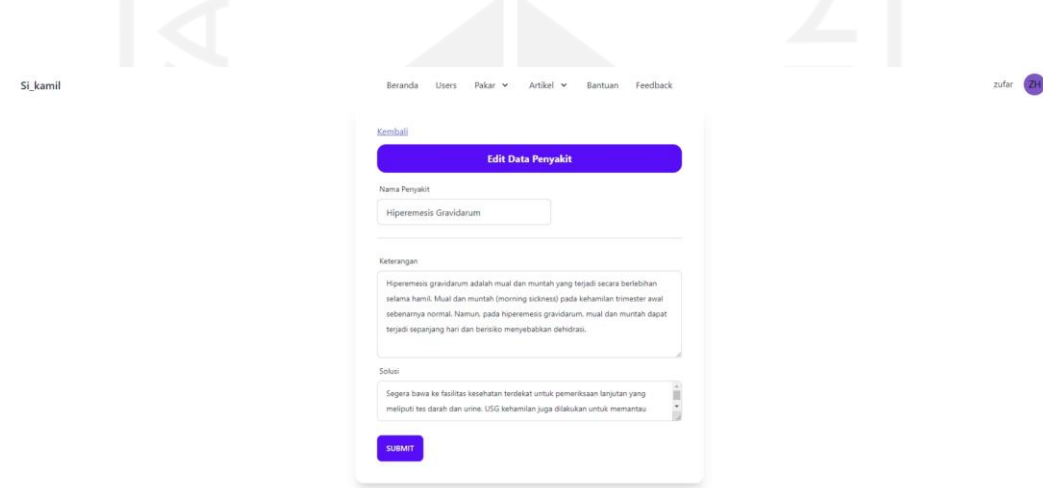 Si_kamil
Beranda Users Pakar Artikel Bantuan Feedback
zufar ZH
Kembali
Edit Data Penyakit
Nama Penyakit
Hiperemesis Gravidarum
Keterangan
Hiperemesis gravidarum adalah mual dan muntah yang terjadi secara berlebihan
selama hamil. Mual dan muntah (morning sickness) pada kehamilan trimester awal
sebenarnya normal. Namun, pada hiperemesis gravidarum, mual dan muntah dapat
terjadi sepanjang hari dan berisiko menyebabkan dehidrasi.
Solusi
Segera bawa ke fasilitas kesehatan terdekat untuk pemeriksaan lanjutan yang
meliputi tes darah dan urine. USG kehamilan juga dilakukan untuk memantau
SUBMIT